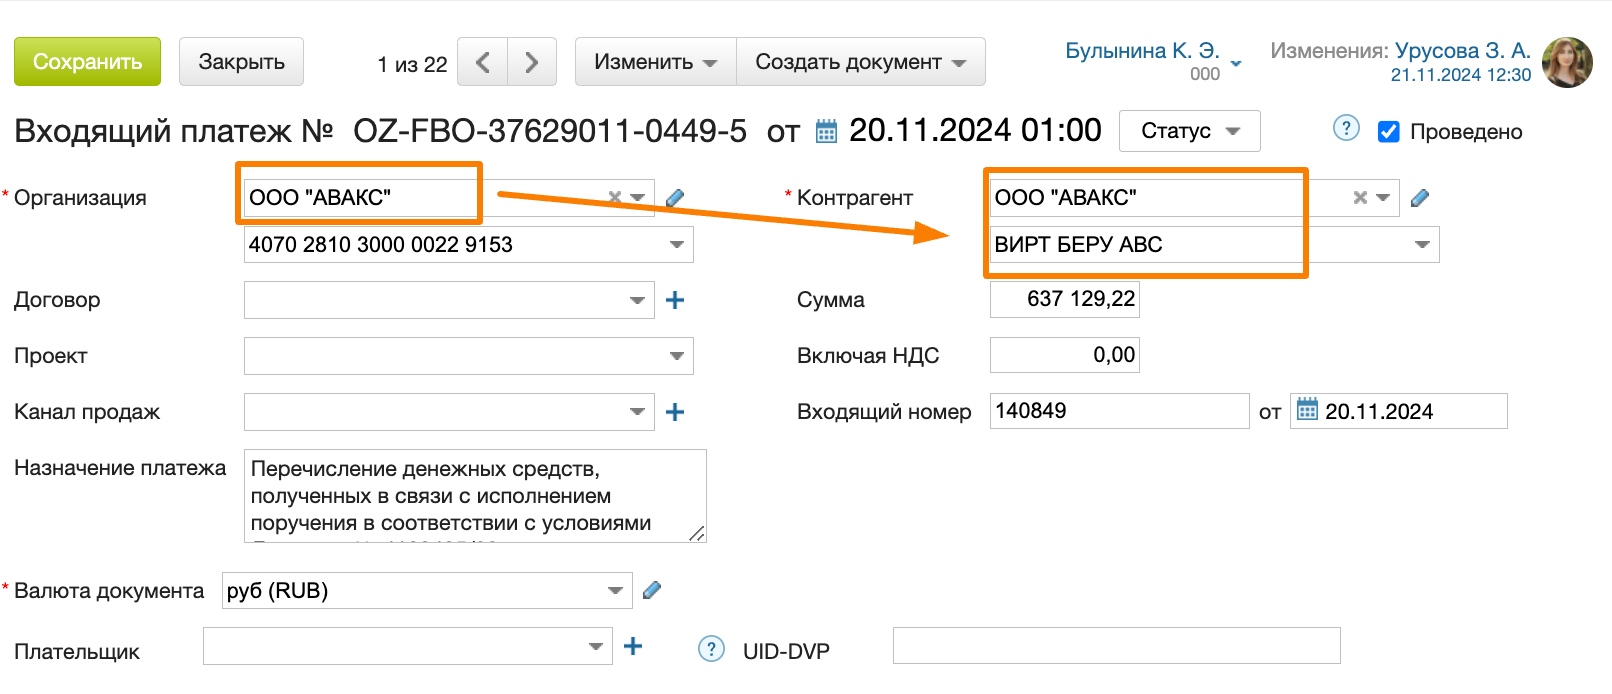 Сохранить Закрыть 1 из 22 Изменить Создать документ Булынина К. Э. Изменения: Урусова З. А.
000 21.11.2024 12:30
Входящий платеж № OZ-FBO-37629011-0449-5 от 20.11.2024 01:00 Статус ? Проведено
* Организация ООО "АВАКС" * Контрагент ООО "АВАКС"
4070 2810 3000 0022 9153 ВИРТ БЕРУ АВС
Договор Сумма 637 129,22
Проект Включая НДС 0,00
Канал продаж Входящий номер 140849 от 20.11.2024
Назначение платежа Перечисление денежных средств,
полученных в связи с исполнением
поручения в соответствии с условиями
* Валюта документа руб (RUB)
Плательщик ? UID-DVP